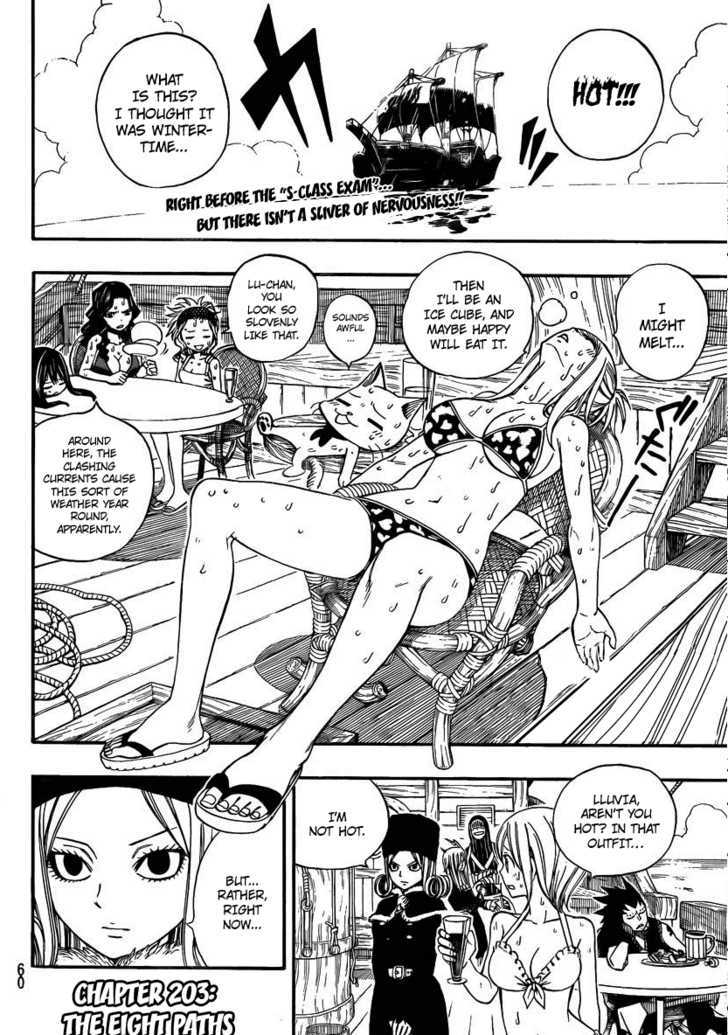 HOT!!!
WHAT
IS THIS?
I THOUGHT IT
WAS WINTER-
TIME...
RIGHT BEFORE THE "S-CLASS EXAM"...
BUT THERE ISN'T A SLIVER OF NERVOUSNESS!!
I
MIGHT
MELT...
THEN
I'LL BE AN
ICE CUBE, AND
MAYBE HAPPY
WILL EAT IT.
SOUNDS
AWFUL
...
LU-CHAN,
YOU
LOOK SO
SLOVENLY
LIKE THAT.
AROUND
HERE, THE
CLASHING
CURRENTS CAUSE
THIS SORT OF
WEATHER YEAR
ROUND,
APPARENTLY.
LLUVIA,
AREN'T YOU
HOT? IN THAT
OUTFIT...
I'M
NOT HOT.
BUT...
RATHER,
RIGHT
NOW...
CHAPTER 203:
THE EIGHT PATHS
60